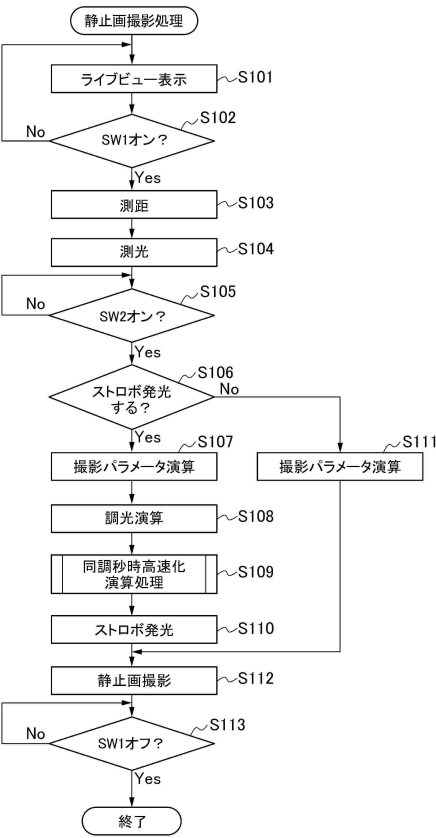 静止画撮影処理
ライブビュー表示
S101
SW1オン？
S102
No
Yes
測距
S103
測光
S104
SW2オン？
S105
No
Yes
ストロボ発光
する？
S106
No
Yes
撮影パラメータ演算
S107
撮影パラメータ演算
S111
調光演算
S108
同調秒時高速化
演算処理
S109
ストロボ発光
S110
静止画撮影
S112
SW1オフ？
S113
No
Yes
終了